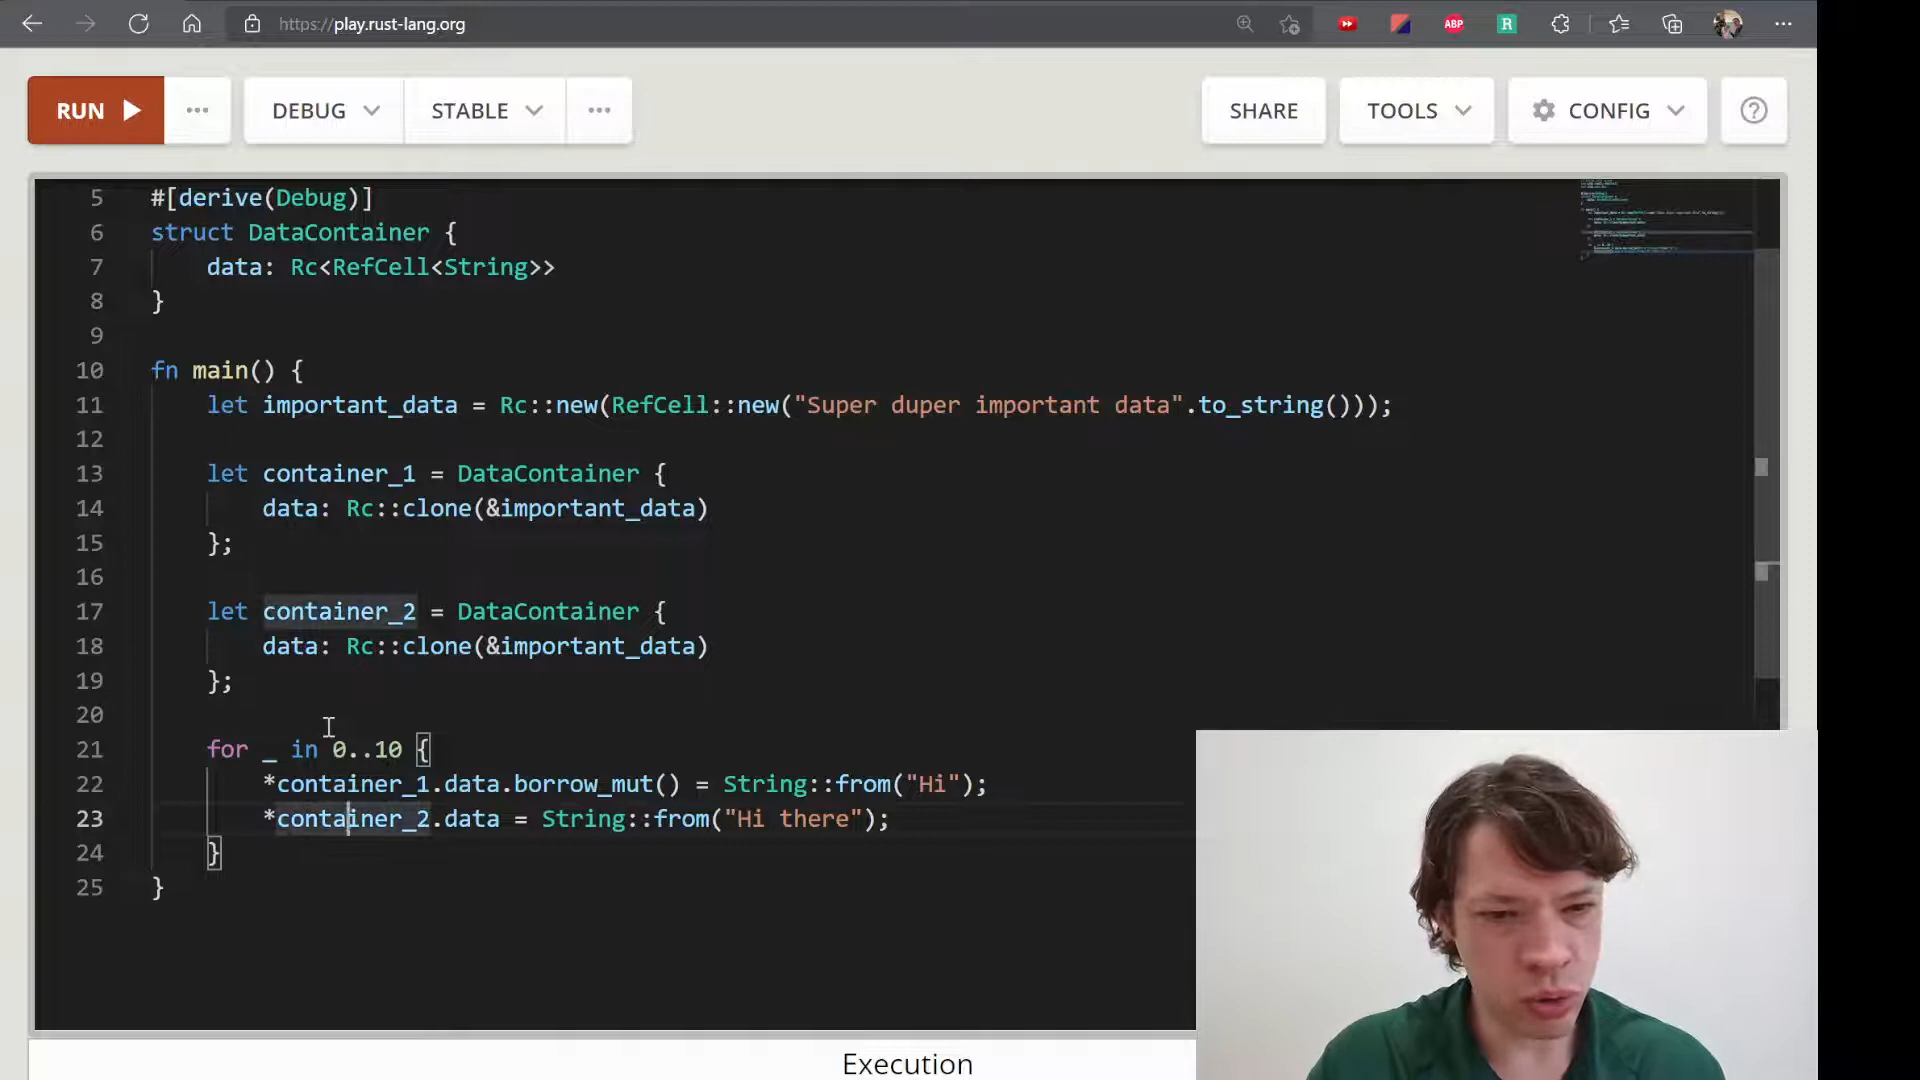 https://play.rust-lang.org
ABP
R
RUN
DEBUG
STABLE
SHARE
TOOLS
CONFIG
5 #[derive(Debug)]
6 struct DataContainer {
7 data: Rc<RefCell<String>>
8 }
9
10 fn main() {
11 let important_data = Rc::new(RefCell::new("Super duper important data".to_string()));
12
13 let container_1 = DataContainer {
14 data: Rc::clone(&important_data)
15 };
16
17 let container_2 = DataContainer {
18 data: Rc::clone(&important_data)
19 };
20
21 for _ in 0..10 {
22 *container_1.data.borrow_mut() = String::from("Hi");
23 *container_2.data = String::from("Hi there");
24 }
25 }
Execution